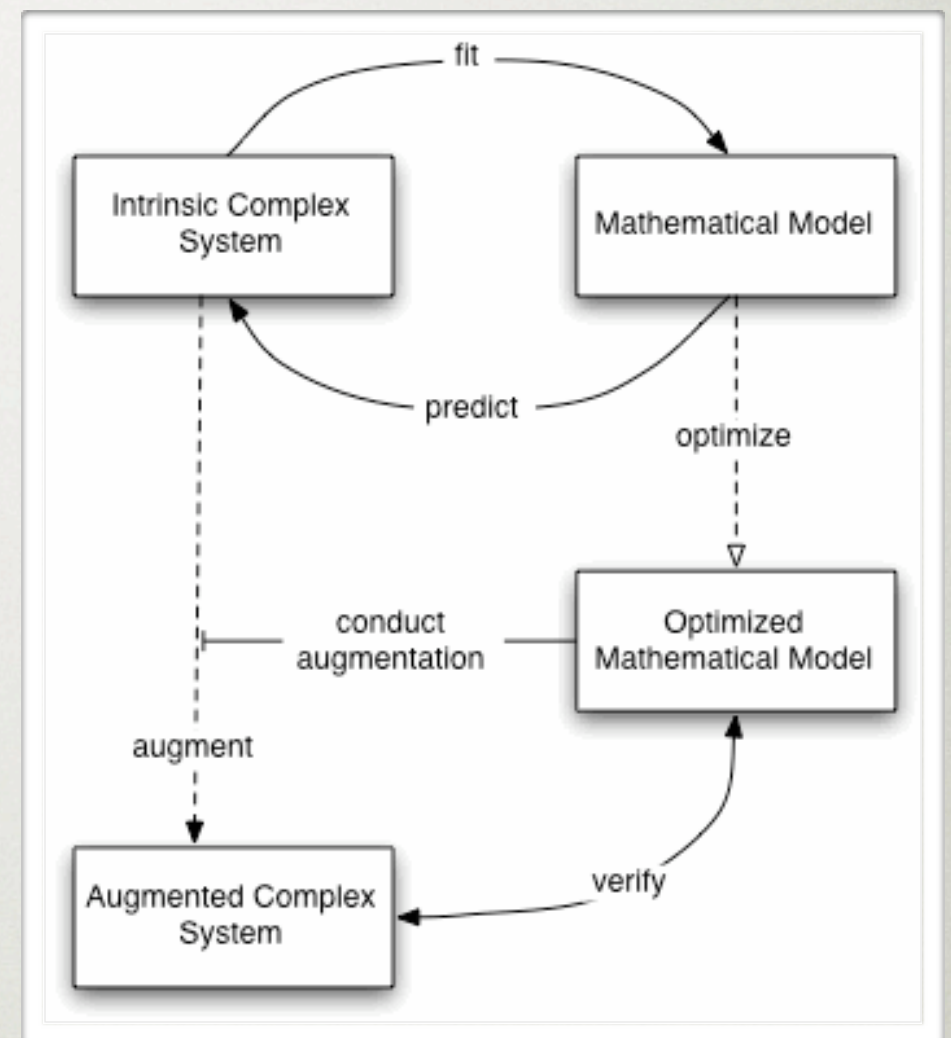 fit
Intrinsic Complex
System
Mathematical Model
predict
optimize
conduct
augmentation
Optimized
Mathematical Model
augment
verify
Augmented Complex
System